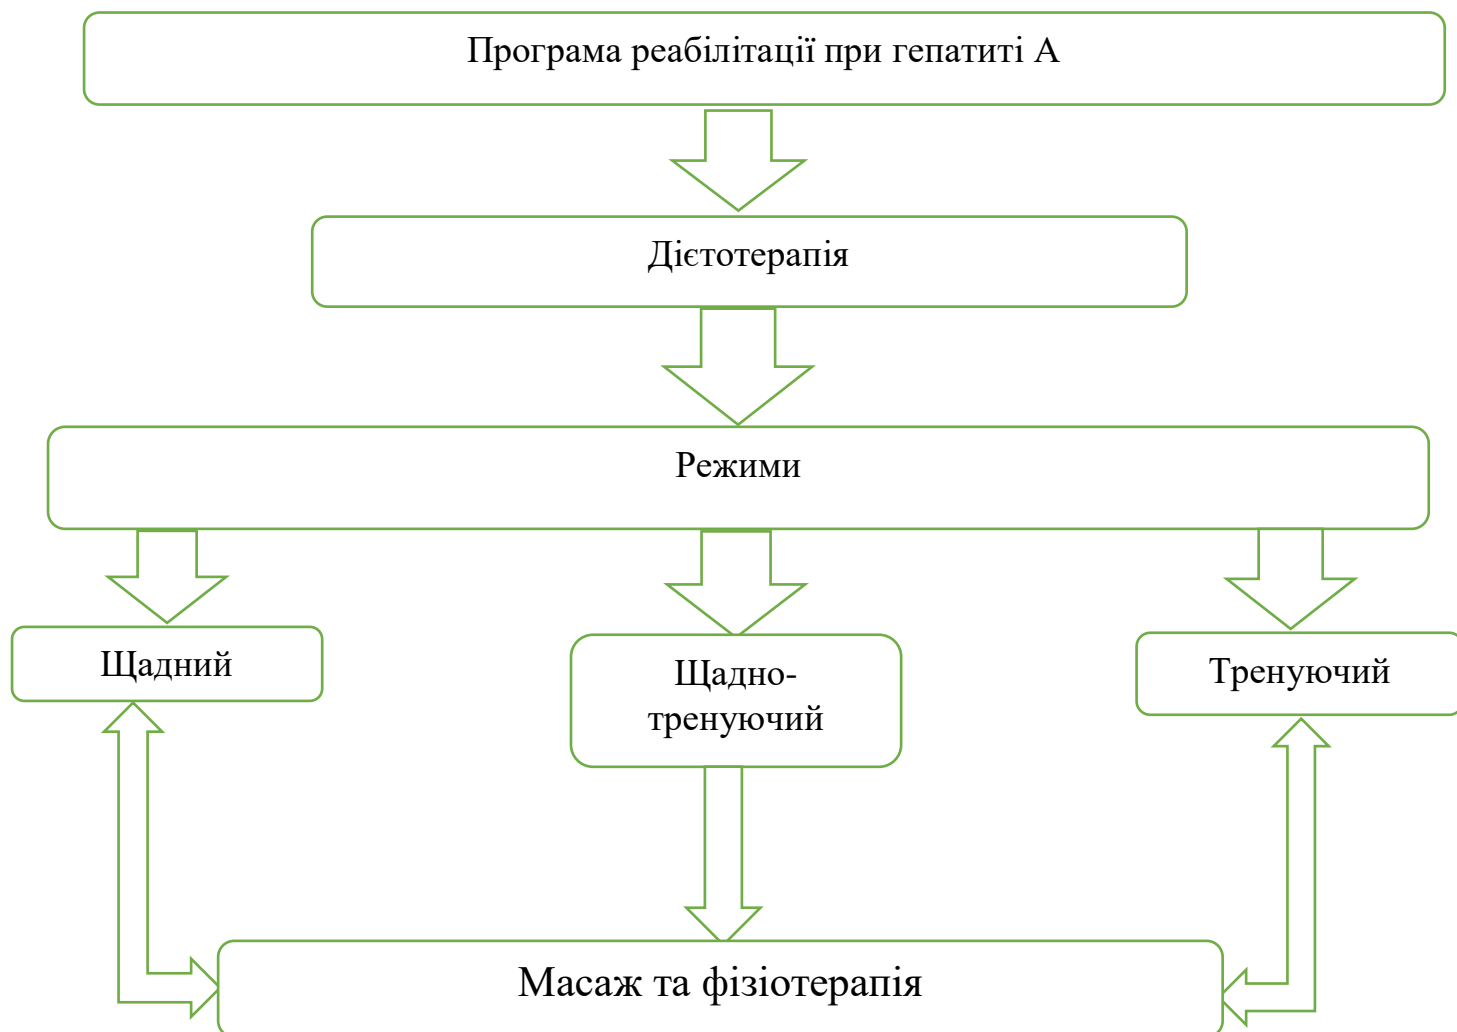 Програма реабілітації при гепатиті А
Дієтотерапія
Режими
Щадний
Щадно-
тренуючий
Тренуючий
Масаж та фізіотерапія